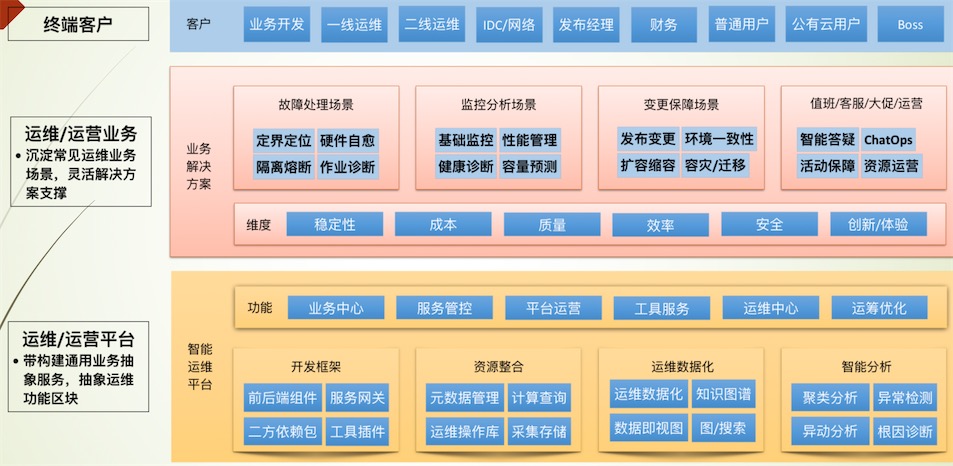 终端客户
客户
业务开发
一线运维
二线运维
IDC/网络
发布经理
财务
普通用户
公有云用户
Boss
运维/运营业务
• 沉淀常见运维业务
场景，灵活解决方
案支撑
业务
解决
方案
故障处理场景
定界定位 硬件自愈
隔离熔断 作业诊断
监控分析场景
基础监控 性能管理
健康诊断 容量预测
变更保障场景
发布变更 环境一致性
扩容缩容 容灾/迁移
值班/客服/大促/运营
智能答疑 ChatOps
活动保障 资源运营
维度
稳定性
成本
质量
效率
安全
创新/体验
运维/运营平台
• 带构建通用业务抽
象服务，抽象运维
功能区块
智能
运维
平台
功能
业务中心
服务管控
平台运营
工具服务
运维中心
运筹优化
开发框架
前后端组件 服务网关
二方依赖包 工具插件
资源整合
元数据管理 计算查询
运维操作库 采集存储
运维数据化
运维数据化 知识图谱
数据即视图 图/搜索
智能分析
聚类分析 异常检测
异动分析 根因诊断